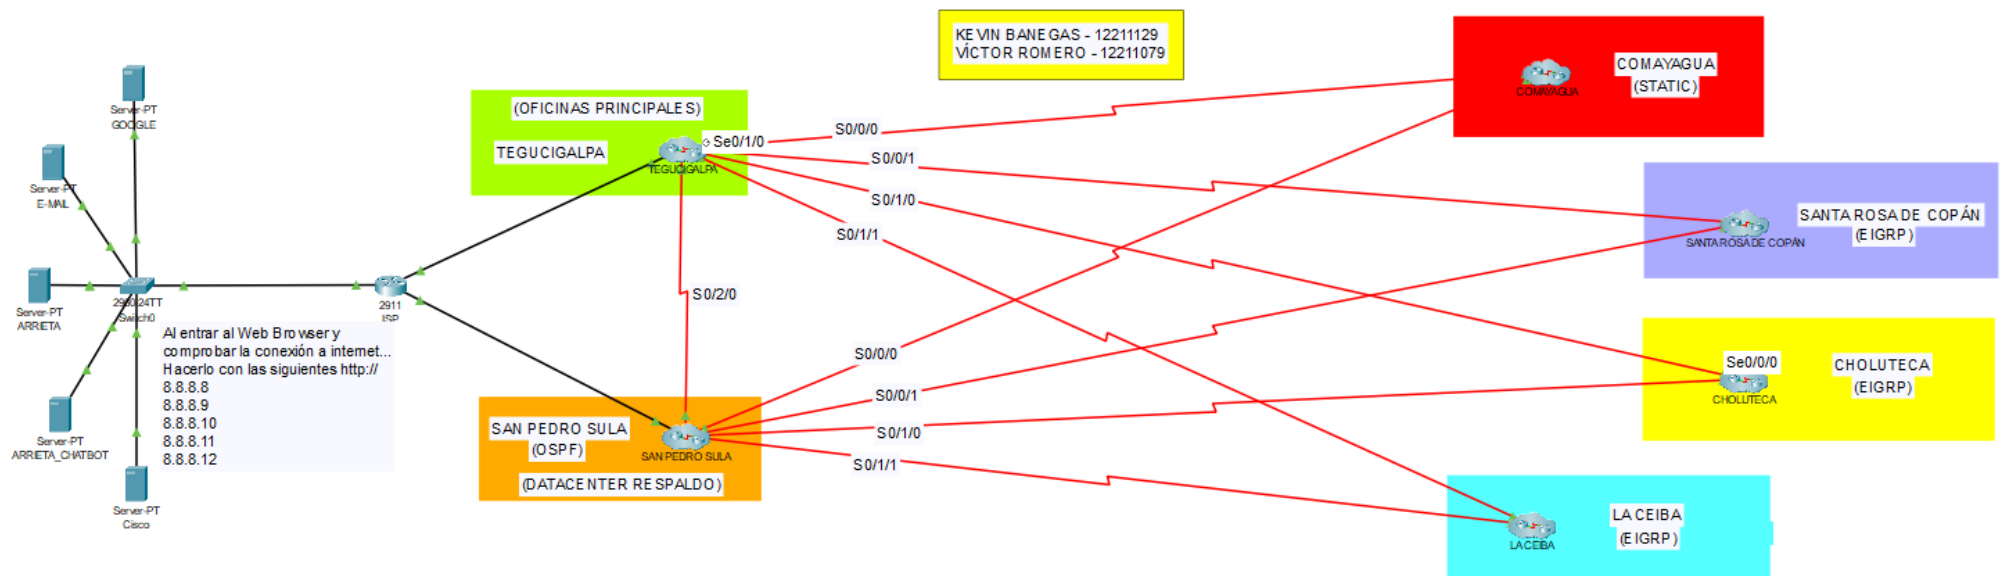 KEVIN BANEGAS - 12211129
VÍCTOR ROMERO - 12211079
Server-PT
GOOGLE
Server-PT
E-MAIL
Server-PT
ARRIETA
Server-PT
ARRIETA_CHATBOT
Server-PT
Cisco
2960-24TT
Switch0
2911
ISP
Al entrar al Web Browser y
comprobar la conexión a internet...
Hacerlo con las siguientes http://
8.8.8.8
8.8.8.9
8.8.8.10
8.8.8.11
8.8.8.12
(OFICINAS PRINCIPALES)
TEGUCIGALPA
TEGUCIGALPA
Se0/1/0
S0/0/0
S0/0/1
S0/1/0
S0/1/1
S0/2/0
SAN PEDRO SULA
(OSPF)
SAN PEDRO SULA
(DATACENTER RESPALDO)
S0/0/0
S0/0/1
S0/1/0
S0/1/1
COMAYAGUA
COMAYAGUA
(STATIC)
SANTA ROSA DE COPÁN
SANTA ROSA DE COPÁN
(EIGRP)
Se0/0/0
CHOLUTECA
CHOLUTECA
(EIGRP)
LA CEIBA
LA CEIBA
(EIGRP)